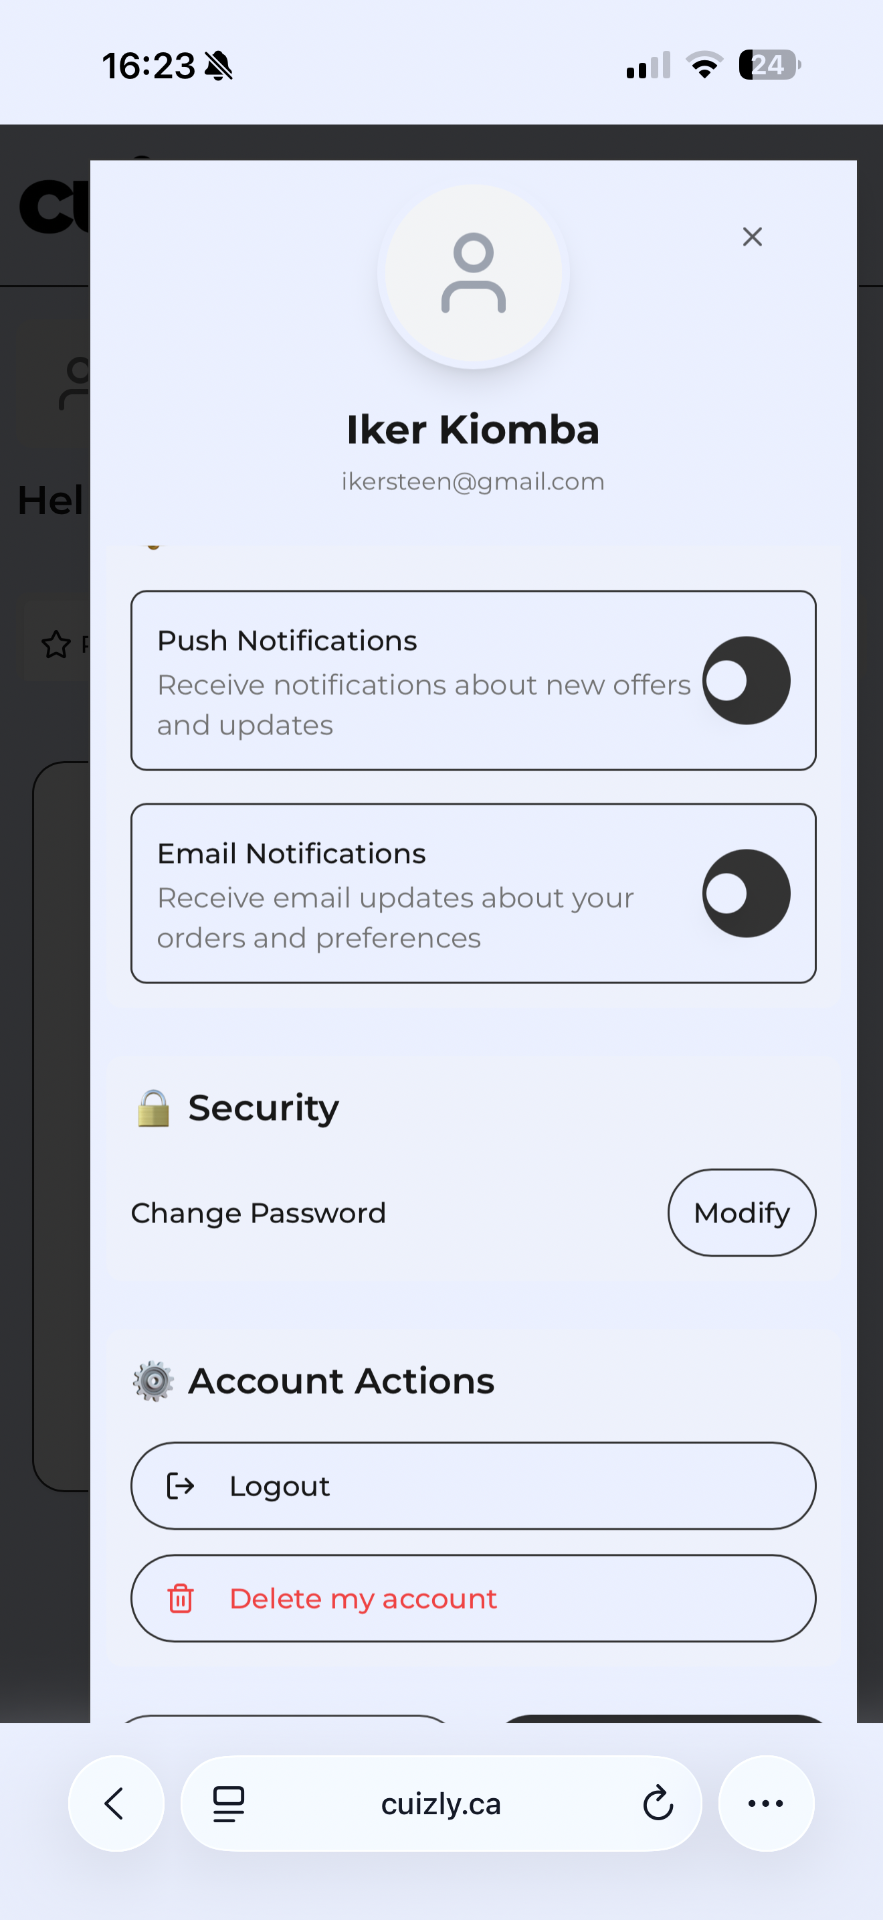 16:23
24
Iker Kiomba
ikersteen@gmail.com
Hel
Push Notifications
Receive notifications about new offers
and updates
Email Notifications
Receive email updates about your
orders and preferences
Security
Change Password
Modify
Account Actions
Logout
Delete my account
cuizly.ca